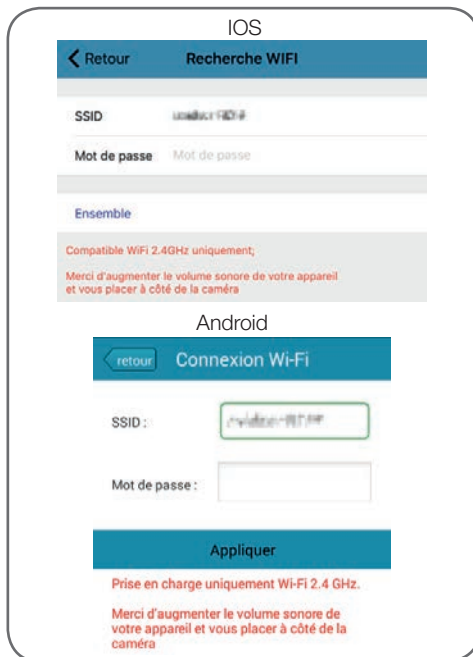 IOS
Retour Recherche WIFI
SSID
Mot de passe Mot de passe
Ensemble
Compatible WiFi 2.4GHz uniquement;
Merci d'augmenter le volume sonore de votre appareil
et vous placer à côté de la caméra
Android
retour Connexion Wi-Fi
SSID :
Mot de passe :
Appliquer
Prise en charge uniquement Wi-Fi 2.4 GHz.
Merci d'augmenter le volume sonore de
votre appareil et vous placer à côté de la
caméra